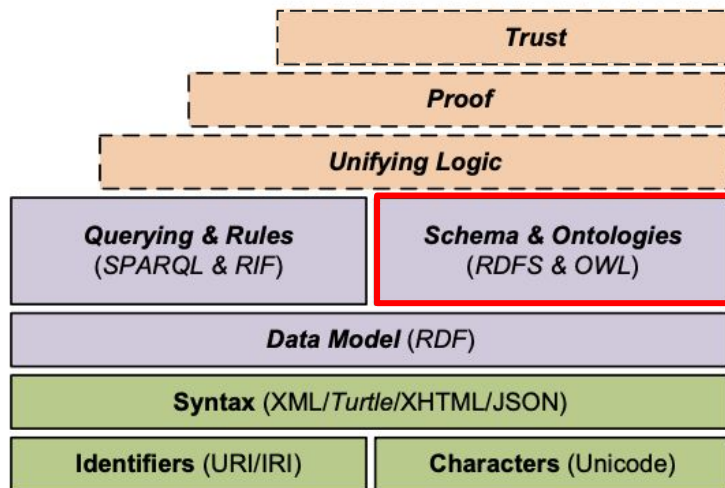 Trust
Proof
Unifying Logic
Querying & Rules
(SPARQL & RIF)
Schema & Ontologies
(RDFS & OWL)
Data Model (RDF)
Syntax (XML/Turtle/XHTML/JSON)
Identifiers (URI/IRI)
Characters (Unicode)